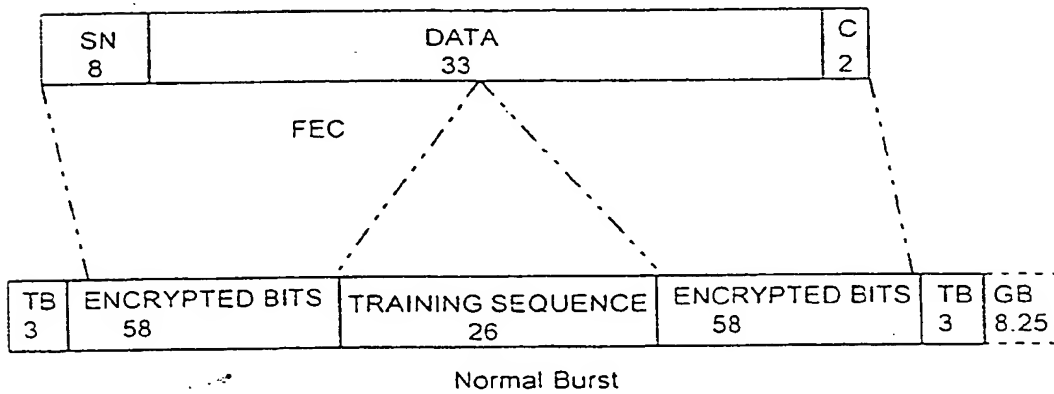 SN DATA C
8 33 2
FEC
TB ENCRYPTED BITS TRAINING SEQUENCE ENCRYPTED BITS TB GB
3 58 26 58 3 8.25
Normal Burst